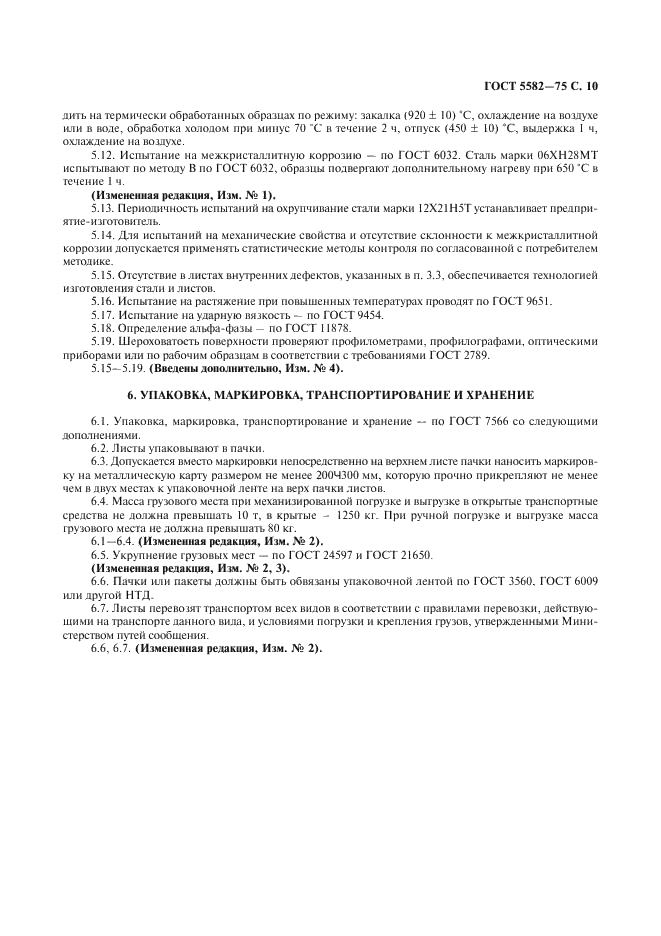 ГОСТ 5582—75 С. 10
дить на термически обработанных образцах по режиму: закалка (920 ± 10) ˚С, охлаждение на воздухе
или в воде, обработка холодом при минус 70 ˚С в течение 2 ч, отпуск (450 ± 10) ˚С, выдержка 1 ч,
охлаждение на воздухе.
5.12. Испытание на межкристаллитную коррозию — по ГОСТ 6032. Сталь марки 06ХН28МТ
испытывают по методу В по ГОСТ 6032, образцы подвергают дополнительному нагреву при 650 ˚С в
течение 1 ч.
(Измененная редакция, Изм. № 1).
5.13. Периодичность испытаний на охрупчивание стали марки 12Х21Н5Т устанавливает предпри-
ятие-изготовитель.
5.14. Для испытаний на механические свойства и отсутствие склонности к межкристаллитной
коррозии допускается применять статистические методы контроля по согласованной с потребителем
методике.
5.15. Отсутствие в листах внутренних дефектов, указанных в п. 3.3, обеспечивается технологией
изготовления стали и листов.
5.16. Испытание на растяжение при повышенных температурах проводят по ГОСТ 9651.
5.17. Испытание на ударную вязкость — по ГОСТ 9454.
5.18. Определение альфа-фазы — по ГОСТ 11878.
5.19. Шероховатость поверхности проверяют профилометрами, профилографами, оптическими
приборами или по рабочим образцам в соответствии с требованиями ГОСТ 2789.
5.15—5.19. (Введены дополнительно, Изм. № 4).
6. УПАКОВКА, МАРКИРОВКА, ТРАНСПОРТИРОВАНИЕ И ХРАНЕНИЕ
6.1. Упаковка, маркировка, транспортирование и хранение — по ГОСТ 7566 со следующими
дополнениями.
6.2. Листы упаковывают в пачки.
6.3. Допускается вместо маркировки непосредственно на верхнем листе пачки наносить маркиров-
ку на металлическую карту размером не менее 200Ч300 мм, которую прочно прикрепляют не менее
чем в двух местах к упаковочной ленте на верх пачки листов.
6.4. Масса грузового места при механизированной погрузке и выгрузке в открытые транспортные
средства не должна превышать 10 т, в крытые – 1250 кг. При ручной погрузке и выгрузке масса
грузового места не должна превышать 80 кг.
6.1—6.4. (Измененная редакция, Изм. № 2).
6.5. Укрупнение грузовых мест — по ГОСТ 24597 и ГОСТ 21650.
(Измененная редакция, Изм. № 2, 3).
6.6. Пачки или пакеты должны быть обвязаны упаковочной лентой по ГОСТ 3560, ГОСТ 6009
или другой НТД.
6.7. Листы перевозят транспортом всех видов в соответствии с правилами перевозки, действую-
щими на транспорте данного вида, и условиями погрузки и крепления грузов, утвержденными Мини-
стерством путей сообщения.
6.6, 6.7. (Измененная редакция, Изм. № 2).